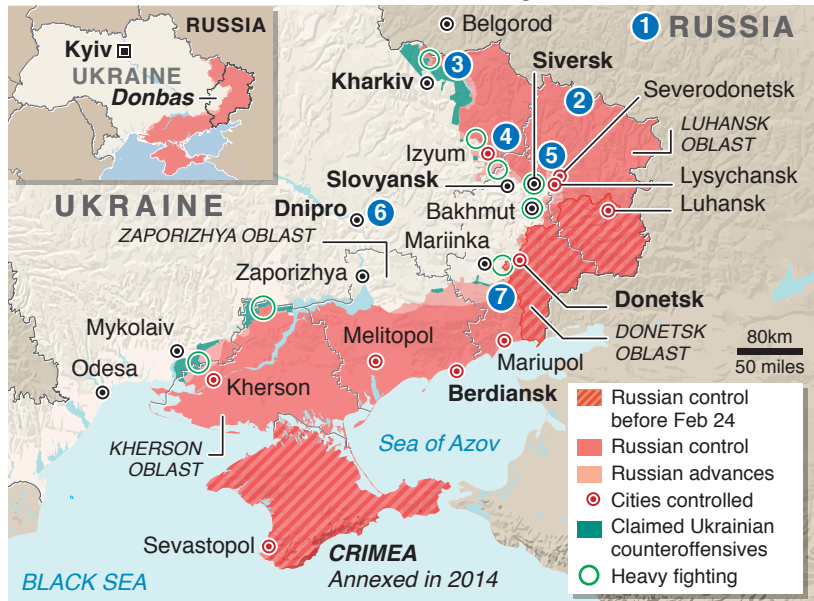 RUSSIA
Kyiv
UKRAINE
Donbas
Belgorod
1 RUSSIA
3
Siversk
Kharkiv
2
Severodonetsk
4
LUHANSK
OBLAST
Izyum
5
Slovyansk
Lysychansk
UKRAINE
Dnipro
6
Bakhmut
Luhansk
ZAPORIZHYA OBLAST
Mariinka
Zaporizhya
7
Donetsk
Mykolaiv
Melitopol
DONETSK
OBLAST
80km
50 miles
Odesa
Kherson
Mariupol
Berdiansk
KHERSON
OBLAST
Sea of Azov
Sevastopol
CRIMEA
Annexed in 2014
BLACK SEA
Russian control
before Feb 24
Russian control
Russian advances
Cities controlled
Claimed Ukrainian
counteroffensives
Heavy fighting